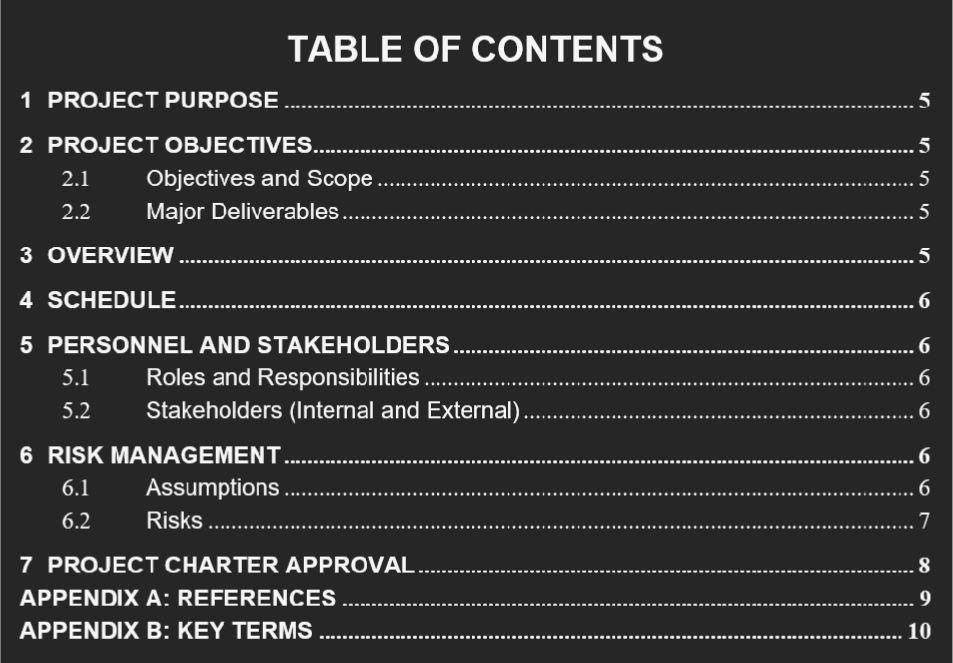 TABLE OF CONTENTS
1 PROJECT PURPOSE ........ 5
2 PROJECT OBJECTIVES........ 5
2.1 Objectives and Scope ........ 5
2.2 Major Deliverables ........ 5
3 OVERVIEW ........ 5
4 SCHEDULE ........ 6
5 PERSONNEL AND STAKEHOLDERS ........ 6
5.1 Roles and Responsibilities ........ 6
5.2 Stakeholders (Internal and External) ........ 6
6 RISK MANAGEMENT ........ 6
6.1 Assumptions ........ 6
6.2 Risks ........ 7
7 PROJECT CHARTER APPROVAL ........ 8
APPENDIX A: REFERENCES ........ 9
APPENDIX B: KEY TERMS ........ 10